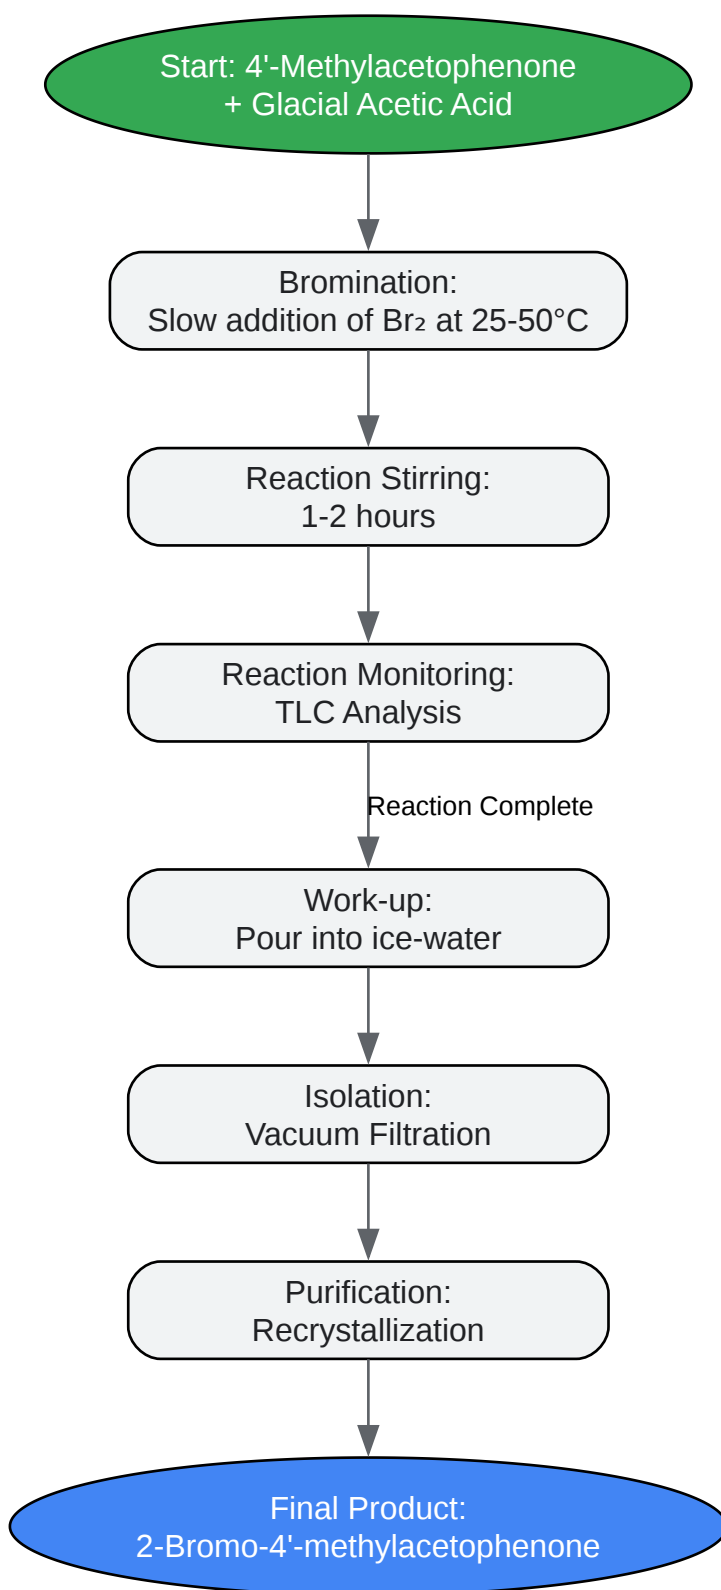 Start: 4'-Methylacetophenone
+ Glacial Acetic Acid
Bromination:
Slow addition of Br₂ at 25-50°C
Reaction Stirring:
1-2 hours
Reaction Monitoring:
TLC Analysis
Reaction Complete
Work-up:
Pour into ice-water
Isolation:
Vacuum Filtration
Purification:
Recrystallization
Final Product:
2-Bromo-4'-methylacetophenone